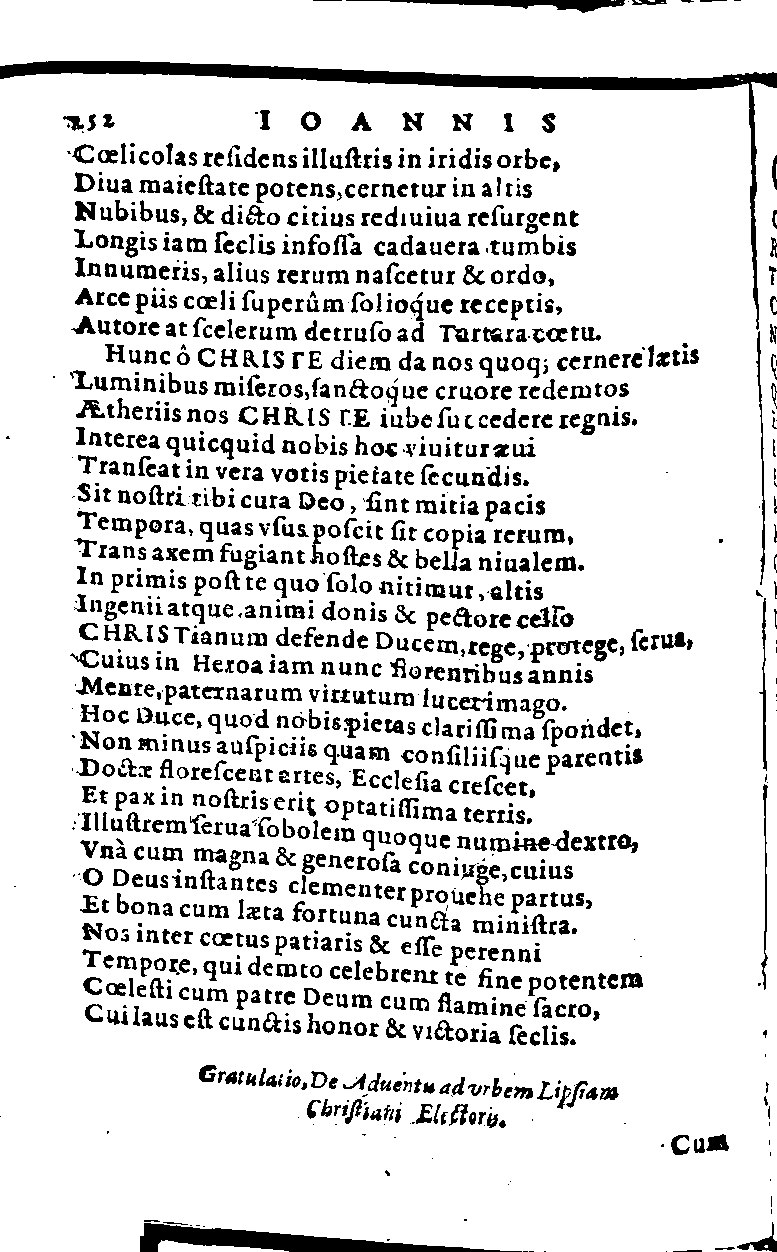 252 IOANNIS
Cœlicolas reſidens illuſtris in iridis orbe,
Diua maieſtate potens, cernetur in altis
Nubibus, & dicto citius rediuiua reſurgent
Longis iam ſeclis infoſſa cadauera tumbis
Innumeris, alius rerum naſcetur & ordo,
Arce piis cœli ſuperûm ſolioq́ue receptis,
Autore at ſcelerum detruſo ad Tartara cœtu.
Hunc ô CHRISTE diem da nos quoq; cernere lætis
Luminibus miſeros, ſanctoq́ue cruore redemtos
Ætheriis nos CHRISTE iube ſuccedere regnis.
Interea quicquid nobis hoc viuitur æui
Tranſeat in vera votis pietate ſecundis.
Sit noſtri tibi cura Deo, ſint mitia pacis
Tempora, quas vſus poſcit ſit copia rerum,
Trans axem fugiant hoſtes & bella niualem.
In primis poſt te quo ſolo nitimur, altis
Ingenii atque animi donis & pectore celſo
CHRISTianum defende Ducem, rege, protege, ſerua,
Cuius in Heroa iam nunc florentibus annis
Mente, paternarum virtutum lucet imago.
Hoc Duce, quod nobis pietas clariſſima ſpondet,
Non minus auſpiciis quam conſiliiſque parentis
Doctæ floreſcent artes, Eccleſia creſcet,
Et pax in noſtris erit optatiſſima terris.
Illuſtrem ſerua ſobolem quoque numine dextro,
Vnà cum magna & generoſa coniuge, cuius
O Deus inſtantes clementer prouehe partus,
Et bona cum læta fortuna cuncta miniſtra.
Nos inter cœtus patiaris & eſſe perenni
Tempore, qui demto celebrent te fine potentem
Cœleſti cum patre Deum cum flamine ſacro,
Cui laus eſt cunctis honor & victoria ſeclis.
Gratulatio, De Aduentu ad vrbem Lipſiam
Chriſtiani Electoris.
Cum